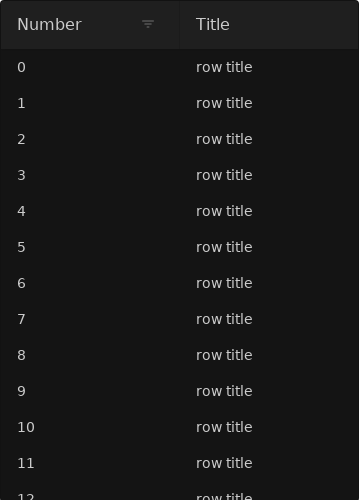 Number Title
0 row title
1 row title
2 row title
3 row title
4 row title
5 row title
6 row title
7 row title
8 row title
9 row title
10 row title
11 row title
12 row title